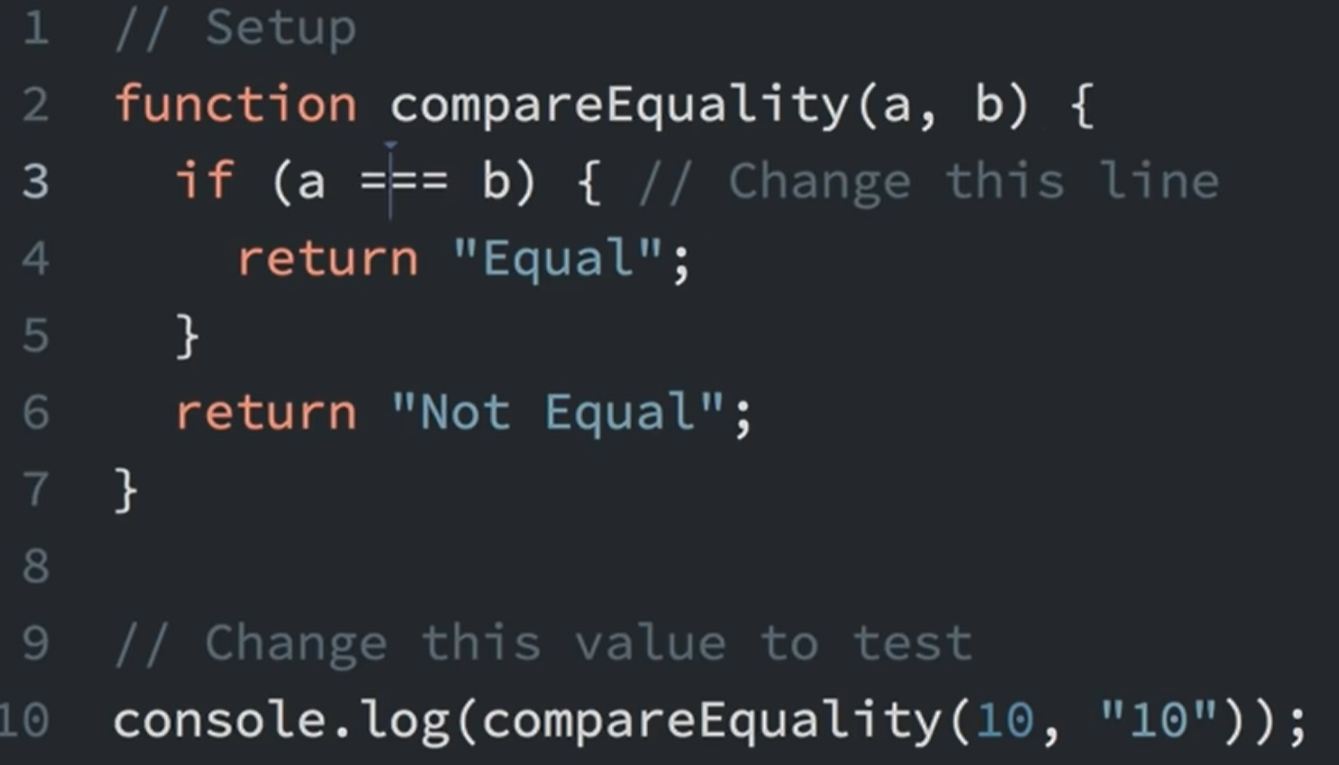 1 // Setup
2 function compareEquality(a, b) {
3   if (a === b) { // Change this line
4     return "Equal";
5   }
6   return "Not Equal";
7 }
8
9 // Change this value to test
10 console.log(compareEquality(10, "10"));